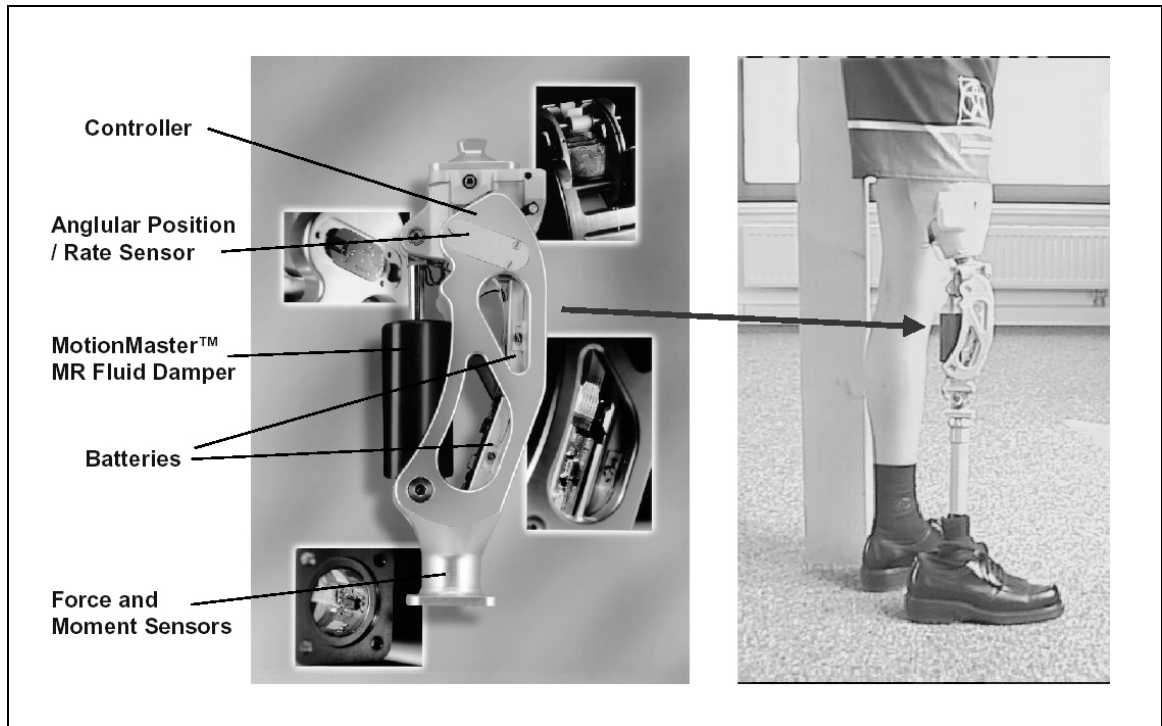 Controller
Anglular Position
/ Rate Sensor
MotionMaster™
MR Fluid Damper
Batteries
Force and
Moment Sensors